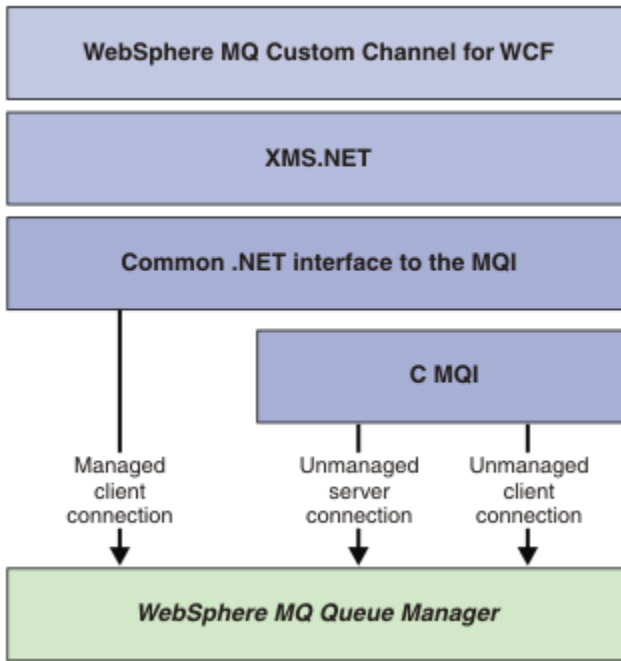 WebSphere MQ Custom Channel for WCF
XMS.NET
Common .NET interface to the MQI
C MQI
Managed
client
connection
Unmanaged
server
connection
Unmanaged
client
connection
WebSphere MQ Queue Manager